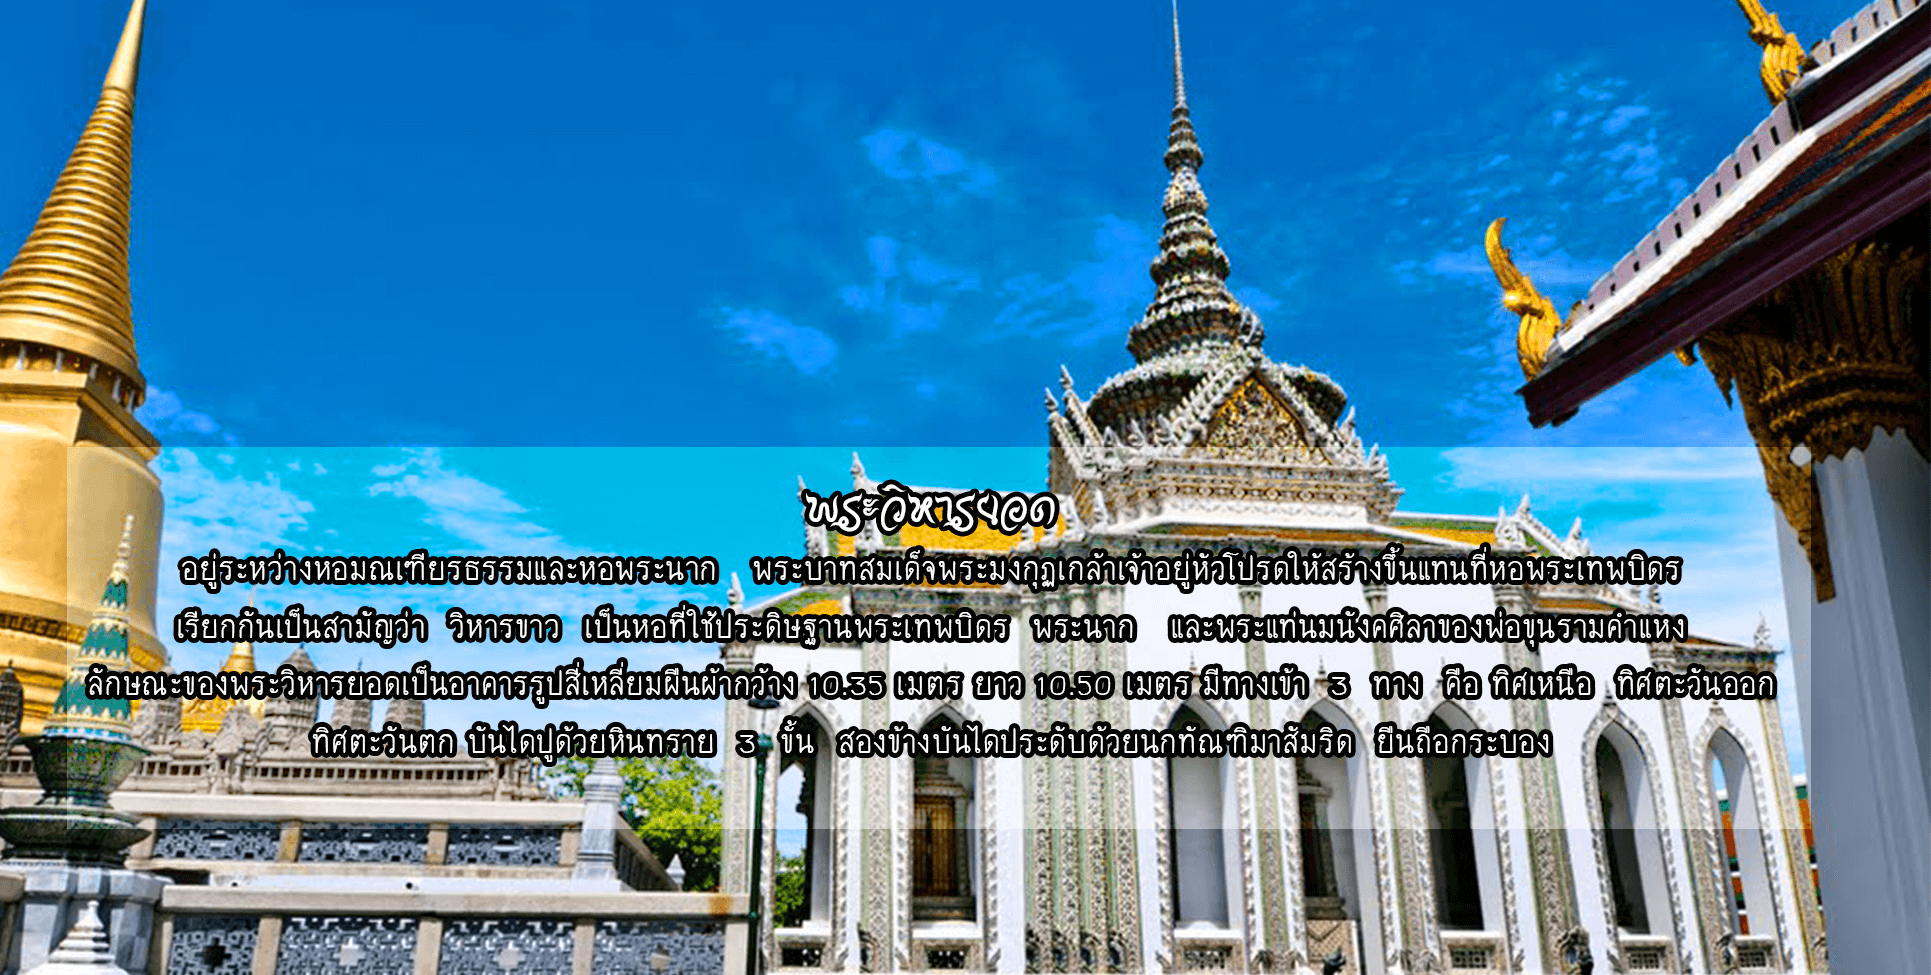 พระวิหารยอด
อยู่ระหว่างหอมณเฑียรธรรมและหอพระนาก พระบาทสมเด็จพระมงกุฎเกล้าเจ้าอยู่หัวโปรดให้สร้างขึ้นแทนที่หอพระเทพบิดร
เรียกกันเป็นสามัญว่า วิหารขาว เป็นหอที่ใช้ประดิษฐานพระเทพบิดร พระนาก และพระแท่นมนังคศิลาของพ่อขุนรามคำแหง
ลักษณะของพระวิหารยอดเป็นอาคารรูปสี่เหลี่ยมผืนผ้ากว้าง 10.35 เมตร ยาว 10.50 เมตร มีทางเข้า 3 ทาง คือ ทิศเหนือ ทิศตะวันออก
ทิศตะวันตก บันไดปูด้วยหินทราย 3 ขั้น สองข้างบันไดประดับด้วยนกทัณฑิมาสัมริด ยืนถือกระบอง